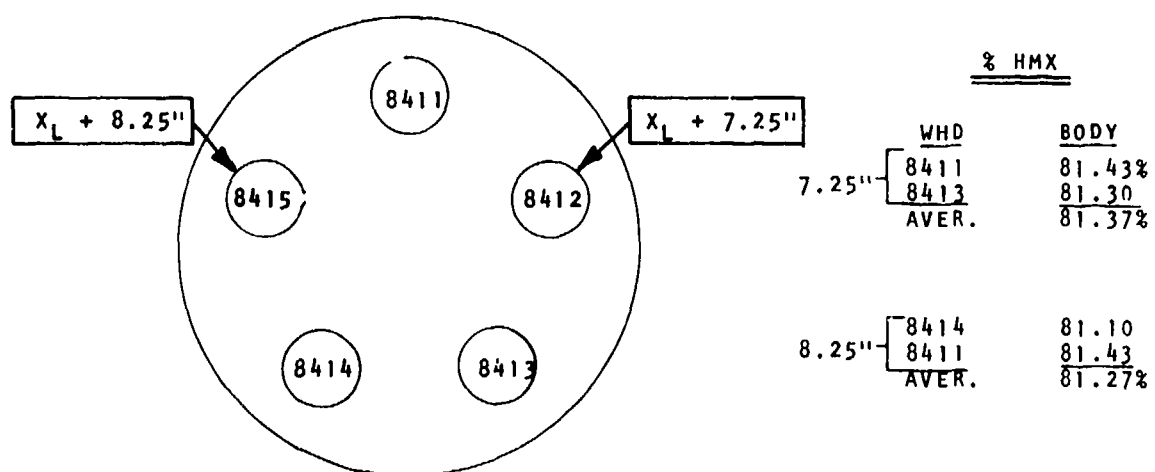 8411
X_L + 8.25"
X_L + 7.25"
8415
8412
8414
8413
% HMX
WHD BODY
7.25" 8411 81.43%
8413 81.30
AVER. 81.37%
8.25" 8414 81.10
8411 81.43
AVER. 81.27%